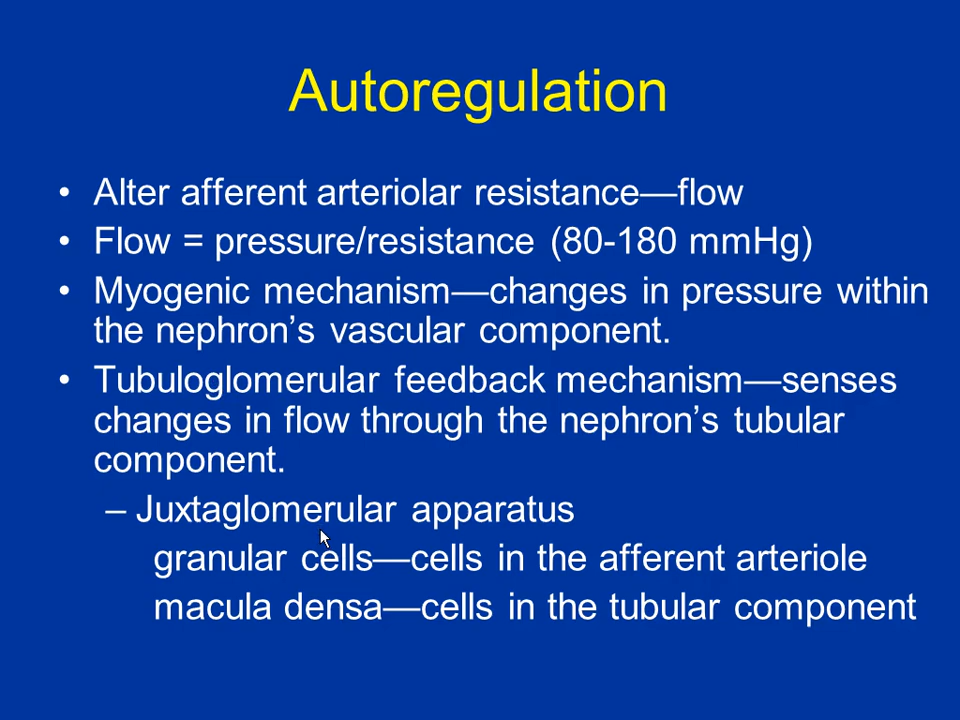 Autoregulation
• Alter afferent arteriolar resistance—flow
• Flow = pressure/resistance (80-180 mmHg)
• Myogenic mechanism—changes in pressure within
the nephron’s vascular component.
• Tubuloglomerular feedback mechanism—senses
changes in flow through the nephron’s tubular
component.
– Juxtaglomerular apparatus
granular cells—cells in the afferent arteriole
macula densa—cells in the tubular component